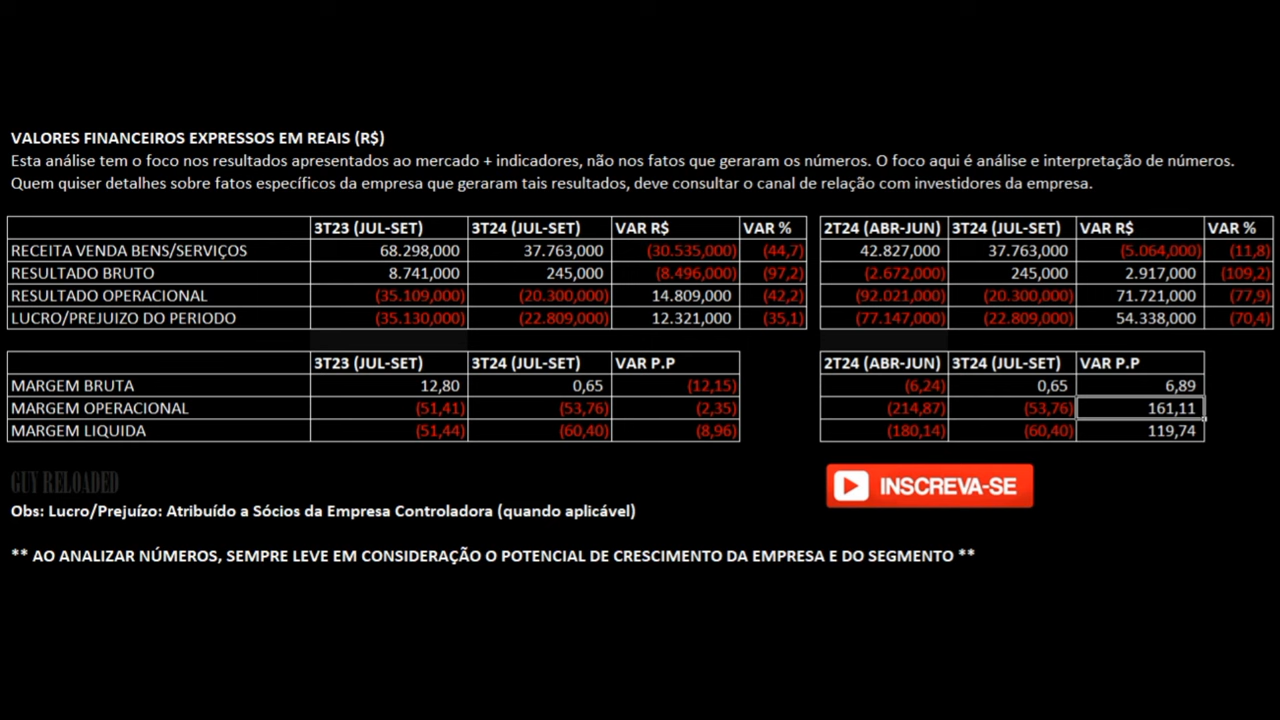 VALORES FINANCEIROS EXPRESSOS EM REAIS (R$)
Esta análise tem o foco nos resultados apresentados ao mercado + indicadores, não nos fatos que geraram os números. O foco aqui é análise e interpretação de números.
Quem quiser detalhes sobre fatos específicos da empresa que geraram tais resultados, deve consultar o canal de relação com investidores da empresa.
3T23 (JUL-SET) 3T24 (JUL-SET) VAR R$ VAR % 2T24 (ABR-JUN) 3T24 (JUL-SET) VAR R$ VAR %
RECEITA VENDA BENS/SERVIÇOS 68.298,000 37.763,000 (30.535,000) (44,7) 42.827,000 37.763,000 (5.064,000) (11,8)
RESULTADO BRUTO 8.741,000 245,000 (8.496,000) (97,2) (2.672,000) 245,000 2.917,000 (109,2)
RESULTADO OPERACIONAL (35.109,000) (20.300,000) 14.809,000 (42,2) (92.021,000) (20.300,000) 71.721,000 (77,9)
LUCRO/PREJUIZO DO PERIODO (35.130,000) (22.809,000) 12.321,000 (35,1) (77.147,000) (22.809,000) 54.338,000 (70,4)
3T23 (JUL-SET) 3T24 (JUL-SET) VAR P.P 2T24 (ABR-JUN) 3T24 (JUL-SET) VAR P.P
MARGEM BRUTA 12,80 0,65 (12,15) (6,24) 0,65 6,89
MARGEM OPERACIONAL (51,41) (53,76) (2,35) (214,87) (53,76) 161,11
MARGEM LIQUIDA (51,44) (60,40) (8,96) (180,14) (60,40) 119,74
GUY RELOADED
INSCREVA-SE
Obs: Lucro/Prejuízo: Atribuído a Sócios da Empresa Controladora (quando aplicável)
** AO ANALIZAR NÚMEROS, SEMPRE LEVE EM CONSIDERAÇÃO O POTENCIAL DE CRESCIMENTO DA EMPRESA E DO SEGMENTO **